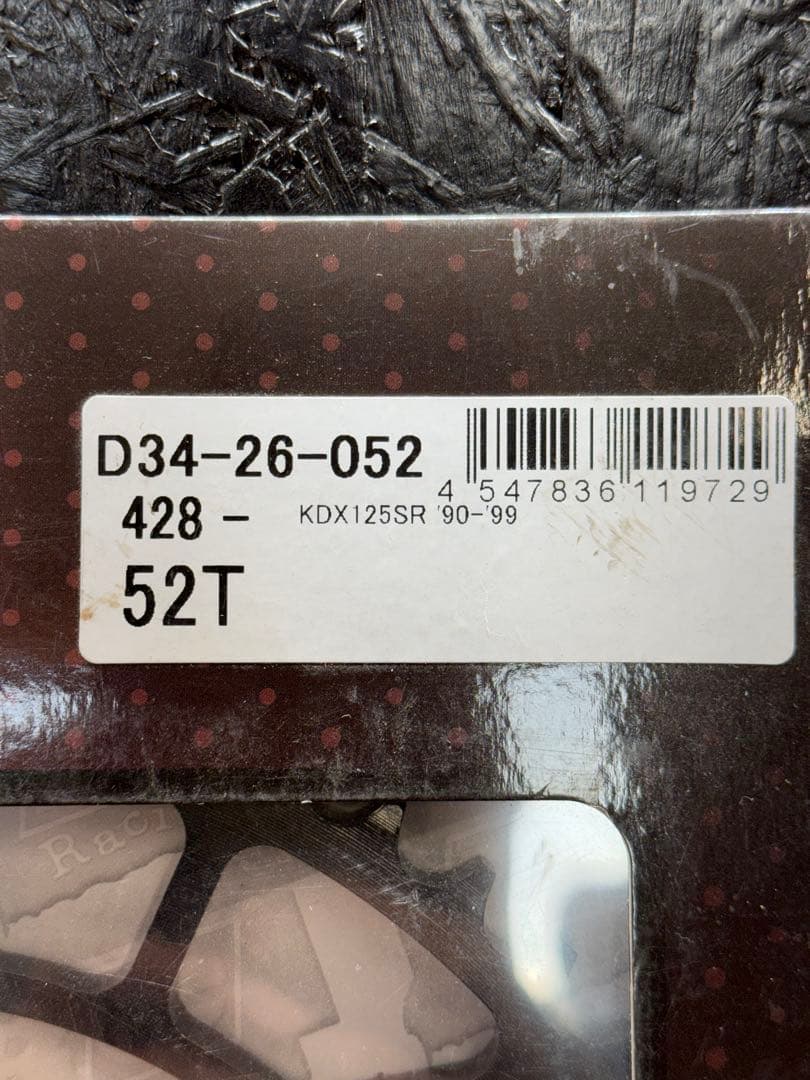 D34-26-052
4 547836 119729
428 - KDX125SR '90-'99
52T